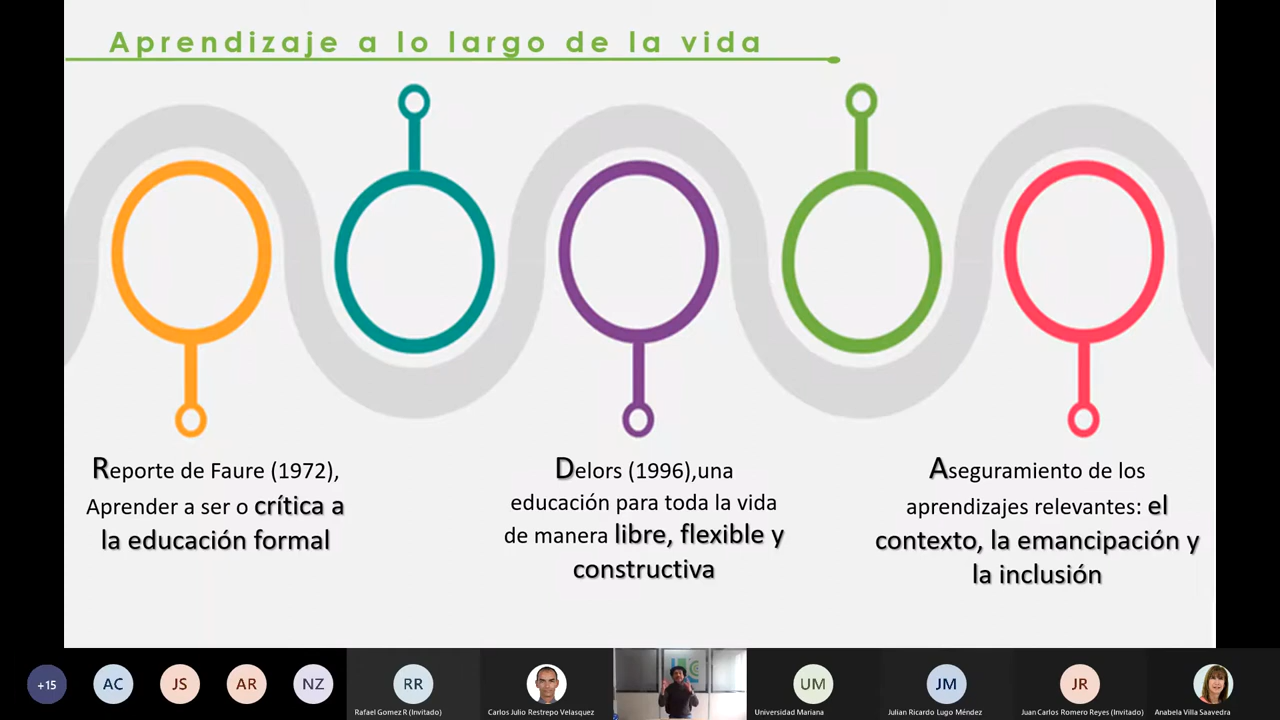 Aprendizaje a lo largo de la vida
Reporte de Faure (1972),
Aprender a ser o crítica a
la educación formal
Delors (1996),una
educación para toda la vida
de manera libre, flexible y
constructiva
Aseguramiento de los
aprendizajes relevantes: el
contexto, la emancipación y
la inclusión
+15
AC
JS
AR
NZ
RR
Rafael Gomez R (Invitado)
Carlos Julio Restrepo Velasquez
UM
Universidad Mariana
JM
Julian Ricardo Lugo Méndez
JR
Juan Carlos Romero Reyes (Invitado)
Anabela Villa Saavedra